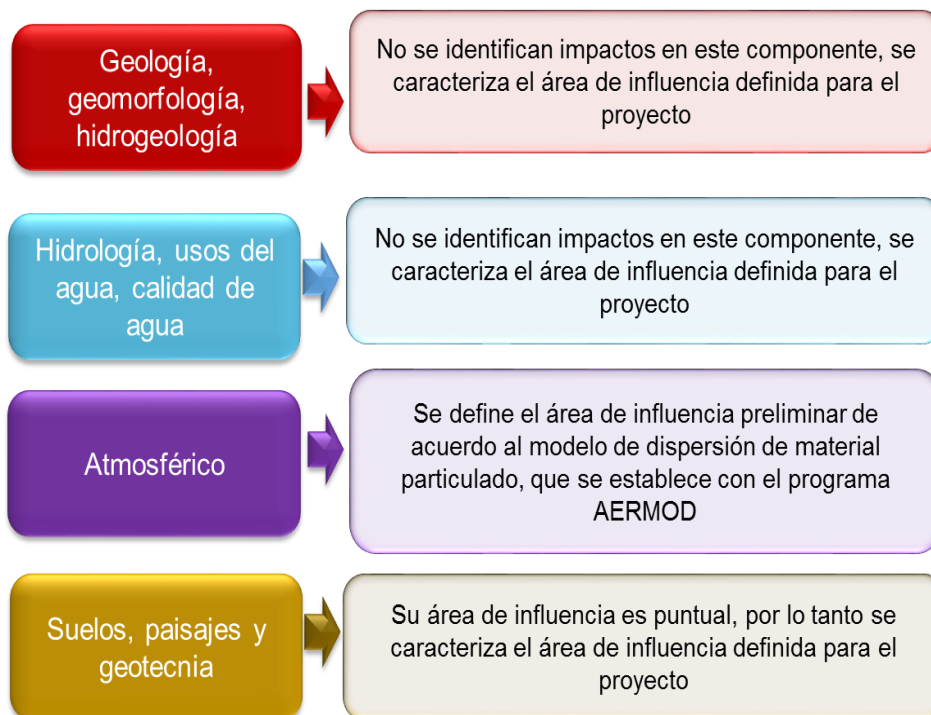 Geología,
geomorfología,
hidrogeología
No se identifican impactos en este componente, se
caracteriza el área de influencia definida para el
proyecto
Hidrología, usos del
agua, calidad de
agua
No se identifican impactos en este componente, se
caracteriza el área de influencia definida para el
proyecto
Atmosférico
Se define el área de influencia preliminar de
acuerdo al modelo de dispersión de material
particulado, que se establece con el programa
AERMOD
Suelos, paisajes y
geotecnia
Su área de influencia es puntual, por lo tanto se
caracteriza el área de influencia definida para el
proyecto